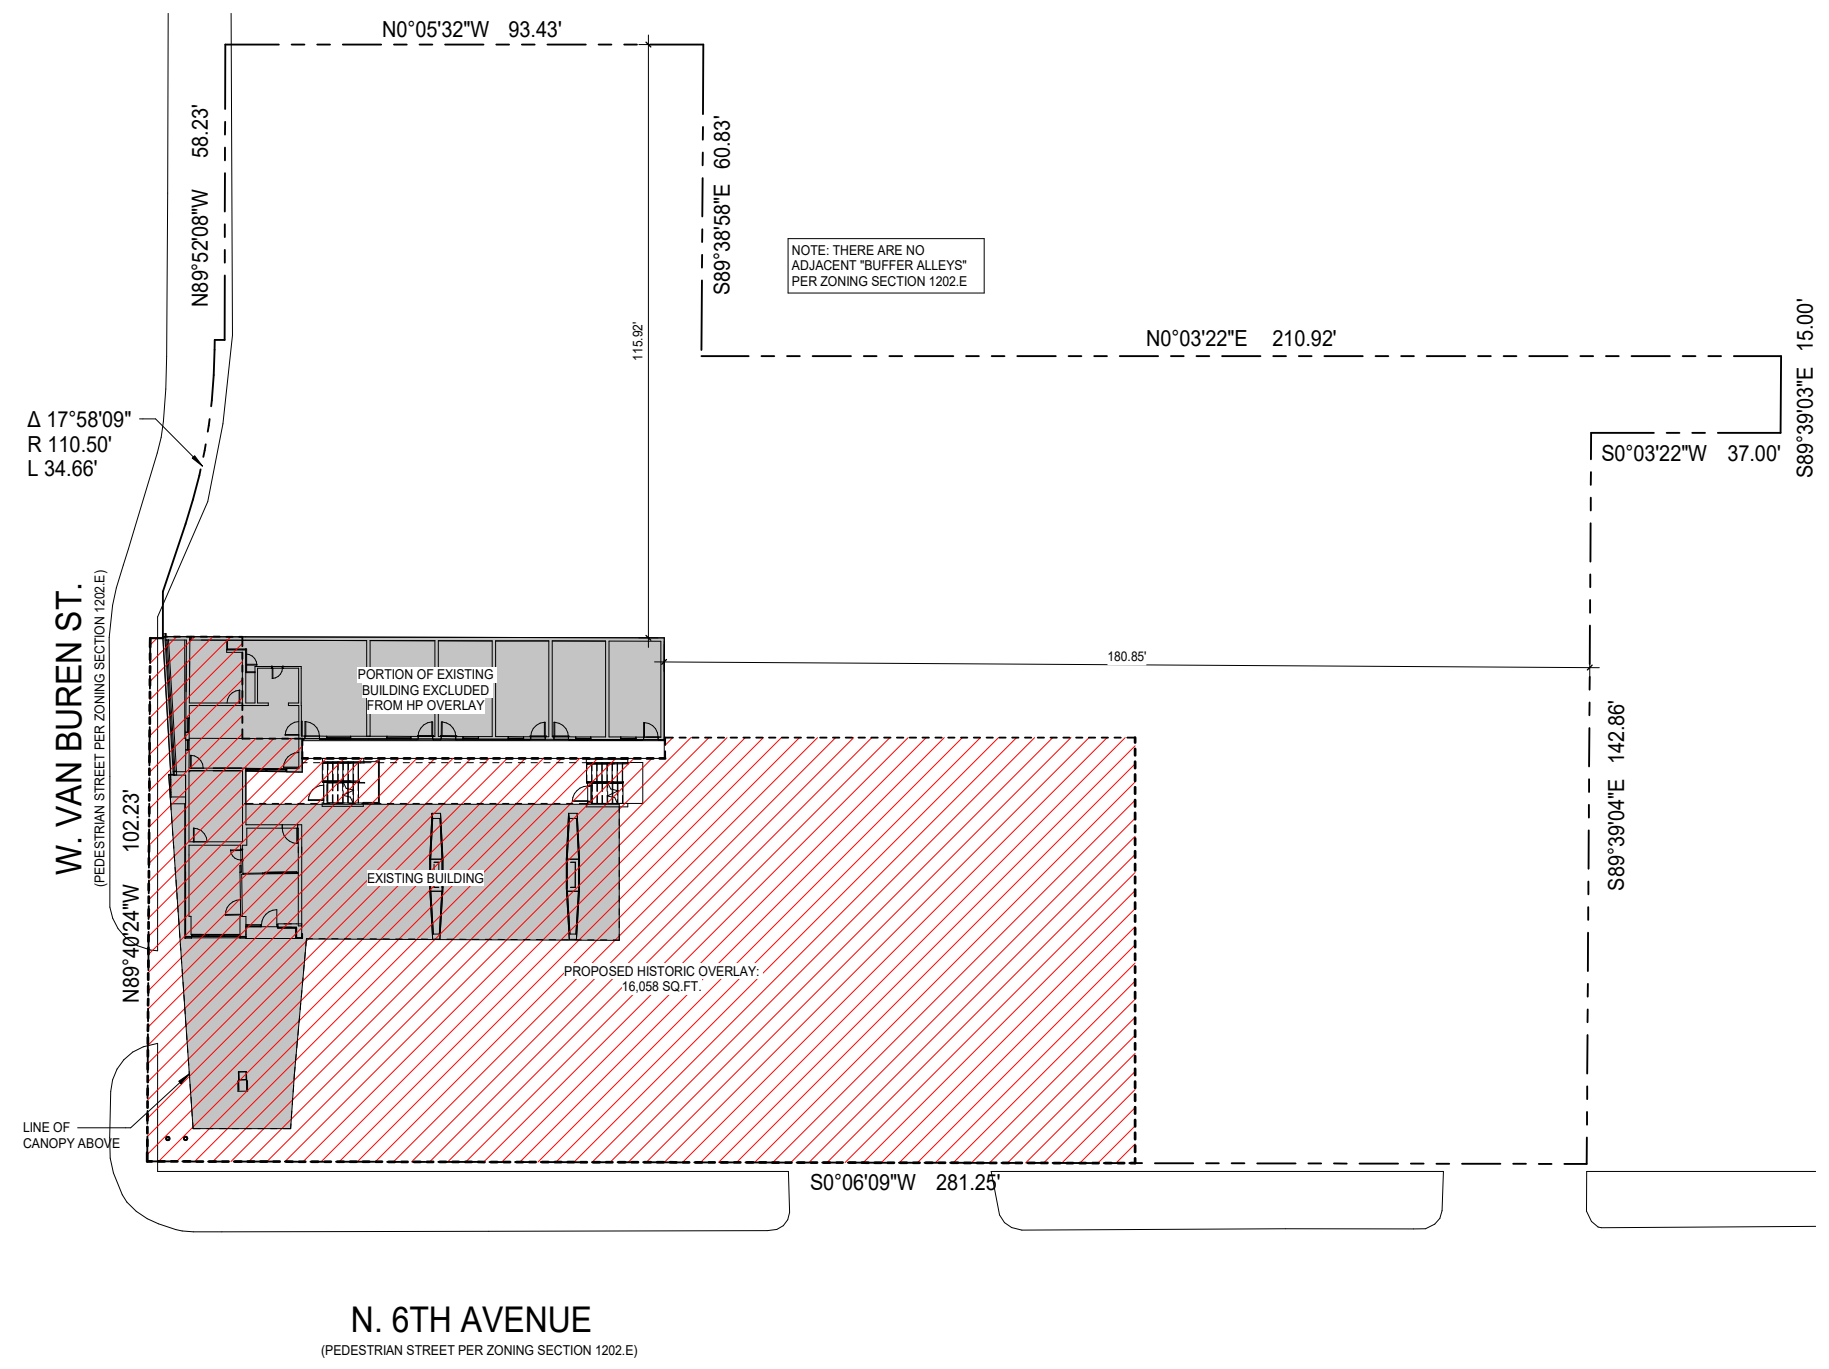 N0°05'32"W 93.43'
N89°52'08"W 58.23'
S89°38'58"E 60.83'
NOTE: THERE ARE NO
ADJACENT "BUFFER ALLEYS"
PER ZONING SECTION 1202.E
115.92'
N0°03'22"E 210.92'
S89°39'03"E 15.00'
S0°03'22"W 37.00'
Δ 17°58'09"
R 110.50'
L 34.66'
W. VAN BUREN ST.
(PEDESTRIAN STREET PER ZONING SECTION 1202.E)
PORTION OF EXISTING
BUILDING EXCLUDED
FROM HP OVERLAY
180.85'
S89°39'04"E 142.86'
N89°40'24"W 102.23'
EXISTING BUILDING
PROPOSED HISTORIC OVERLAY:
16,058 SQ.FT.
LINE OF
CANOPY ABOVE
S0°06'09"W 281.25'
N. 6TH AVENUE
(PEDESTRIAN STREET PER ZONING SECTION 1202.E)